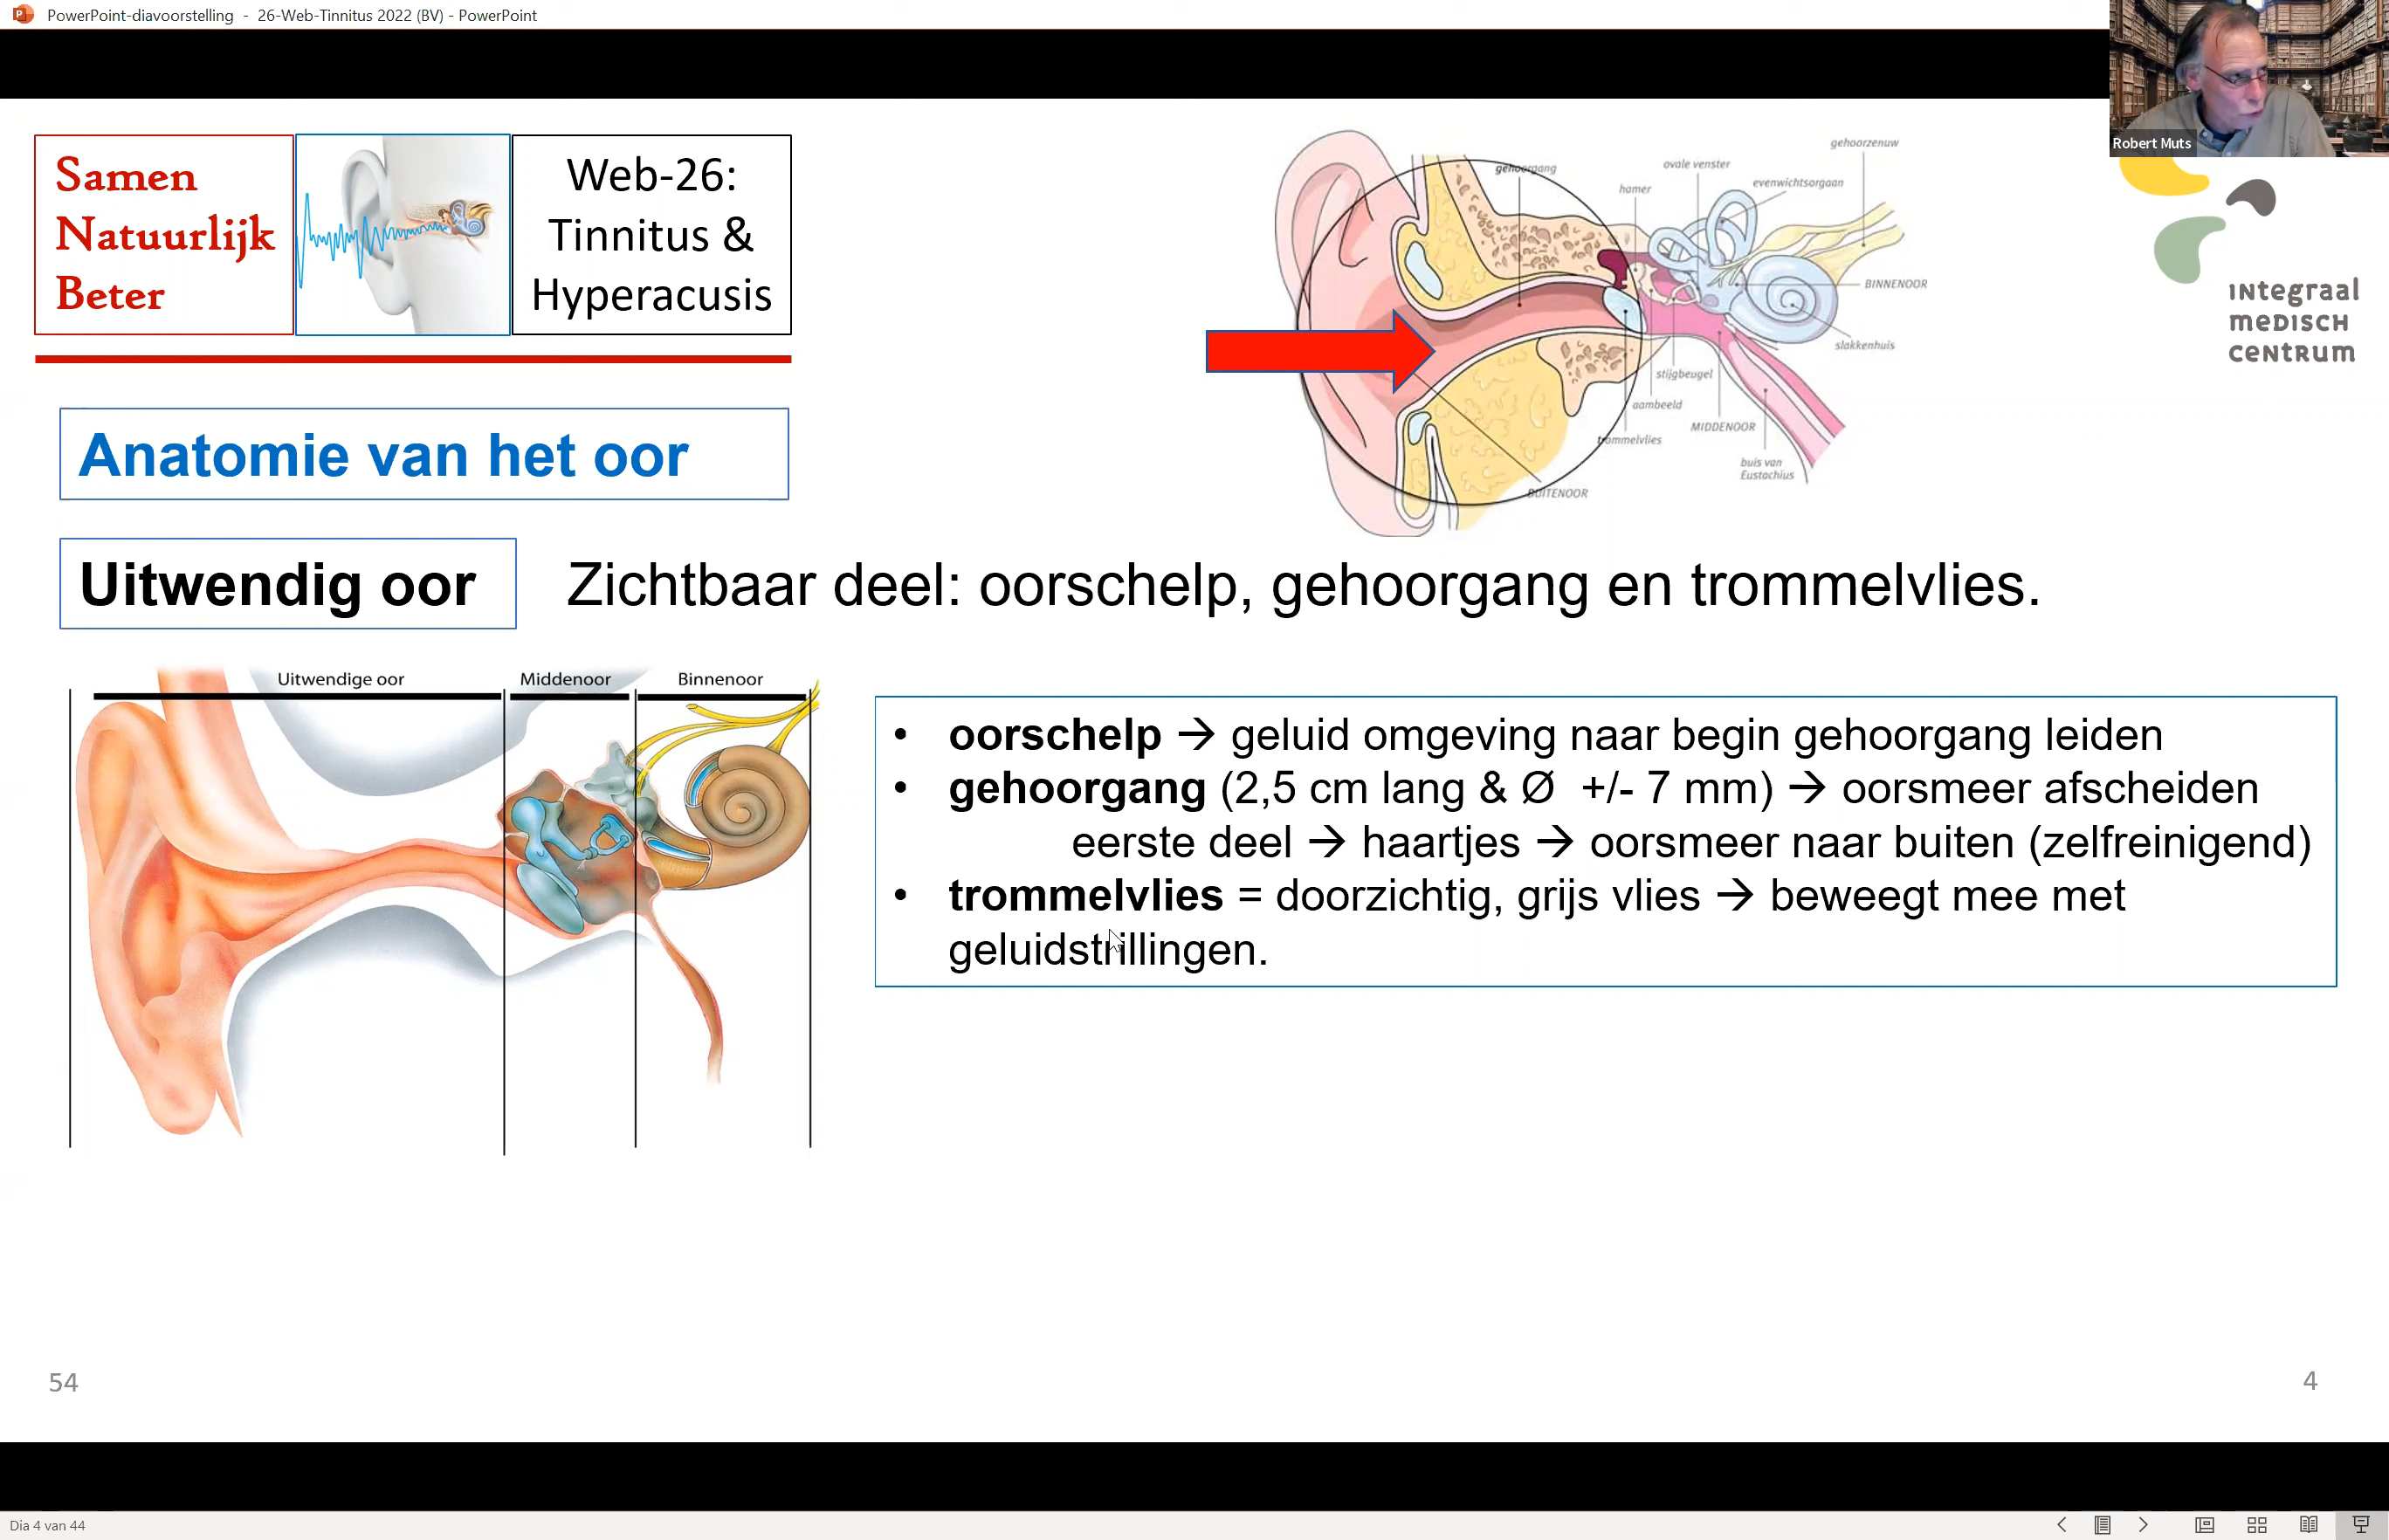 PowerPoint-diavoorstelling - 26-Web-Tinnitus 2022 (BV) - PowerPoint
Robert Muts
Samen
Natuurlijk
Beter
Web-26:
Tinnitus &
Hyperacusis
gehoorgang
hamer
ovale venster
evenwichtsorgaan
gehoorzenuw
BINNENOOR
slakkenhuis
stijgbeugel
aambeeld
trommelvlies
MIDDENOOR
buis van
Eustachius
BUITENOOR
INtegraal
meDISCH
CeNtRum
Anatomie van het oor
Uitwendig oor
Zichtbaar deel: oorschelp, gehoorgang en trommelvlies.
Uitwendige oor
Middenoor
Binnenoor
• oorschelp → geluid omgeving naar begin gehoorgang leiden
• gehoorgang (2,5 cm lang & Ø +/- 7 mm) → oorsmeer afscheiden
eerste deel → haartjes → oorsmeer naar buiten (zelfreinigend)
• trommelvlies = doorzichtig, grijs vlies → beweegt mee met
geluidstrillingen.
54
4
Dia 4 van 44